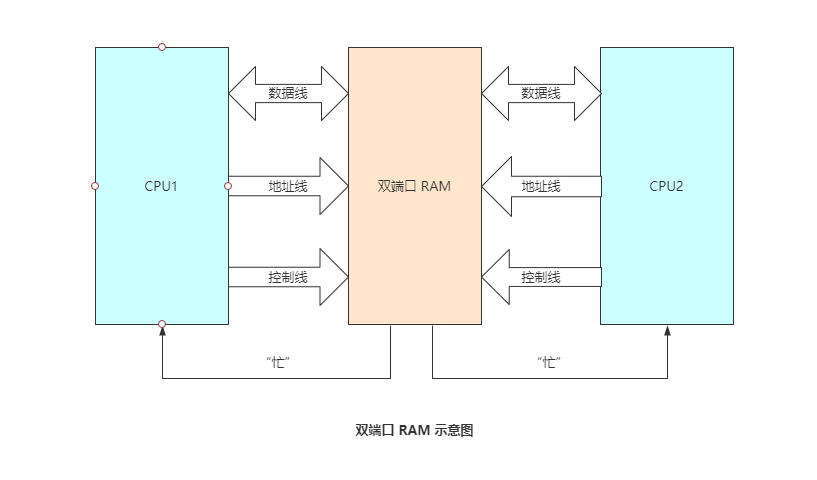 数据线
数据线
CPU1
地址线
双端口 RAM
地址线
CPU2
控制线
控制线
“忙”
“忙”
双端口 RAM 示意图